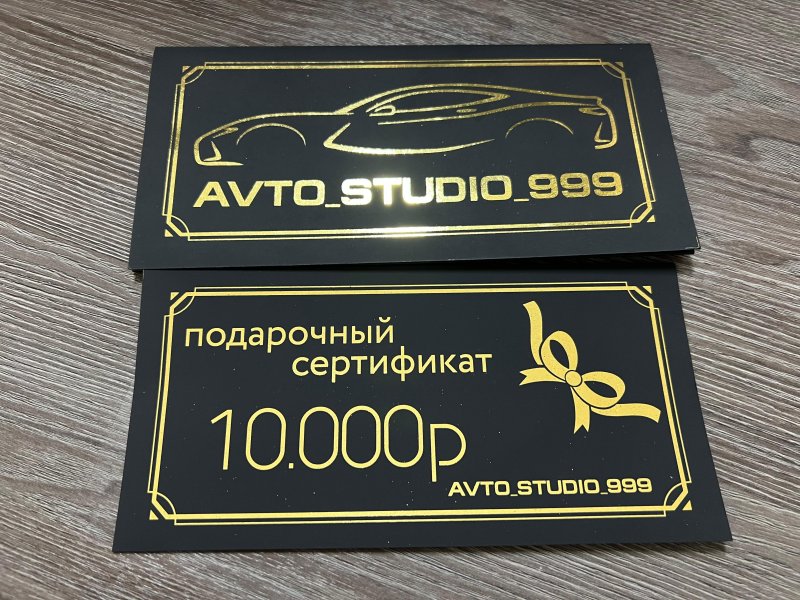 AVTO_STUDIO_999
подарочный
сертификат
10.000р
AVTO_STUDIO_999